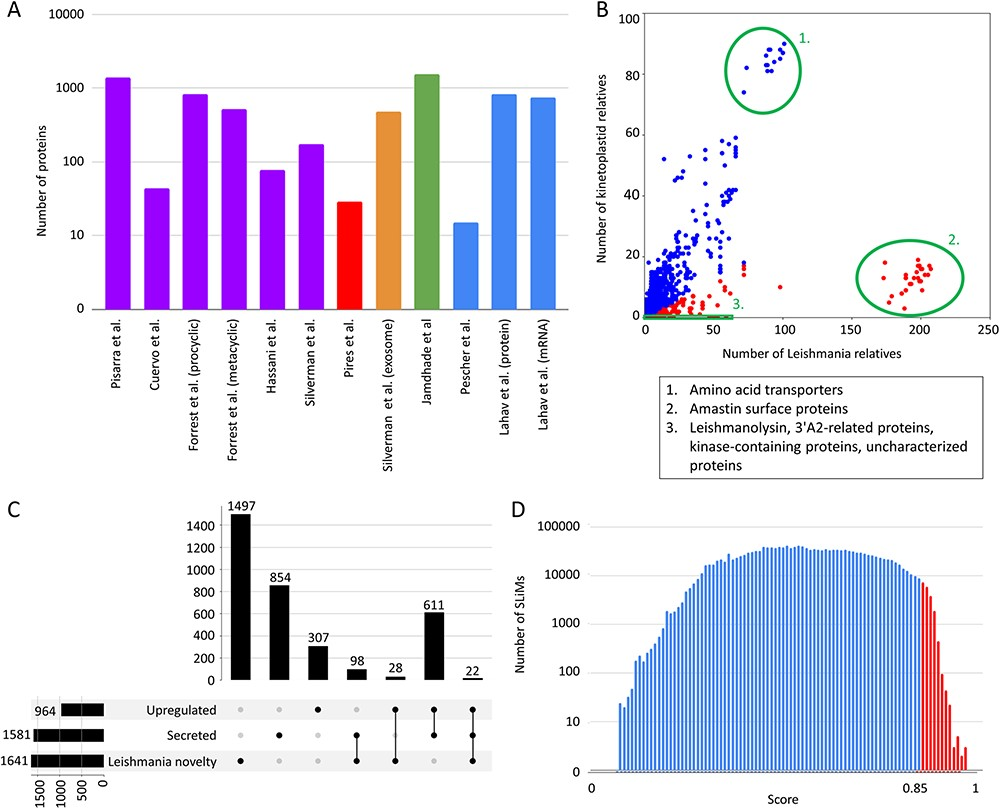 A
10000
1000
100
10
0
Number of proteins
Pisarra et al.
Cuervo et al.
Forrest et al. (procyclic)
Forrest et al. (metacyclic)
Hassani et al.
Silverman et al.
Pires et al.
Silverman et al. (exosome)
Jamdhade et al
Pescher et al.
Lahav et al. (protein)
Lahav et al. (mRNA)
B
100
80
60
40
20
0
Number of kinetoplastid relatives
1.
2.
3.
0 50 100 150 200 250
Number of Leishmania relatives
1. Amino acid transporters
2. Amastin surface proteins
3. Leishmanolysin, 3'A2-related proteins,
kinase-containing proteins, uncharacterized
proteins
C
1400
1200
1000
800
600
400
200
0
1497
854
307
98
28
611
22
964 Upregulated
1581 Secreted
1641 Leishmania novelty
1500 1000 500 0
D
100000
10000
1000
100
10
0
Number of SLiMs
0 0.85 1
Score